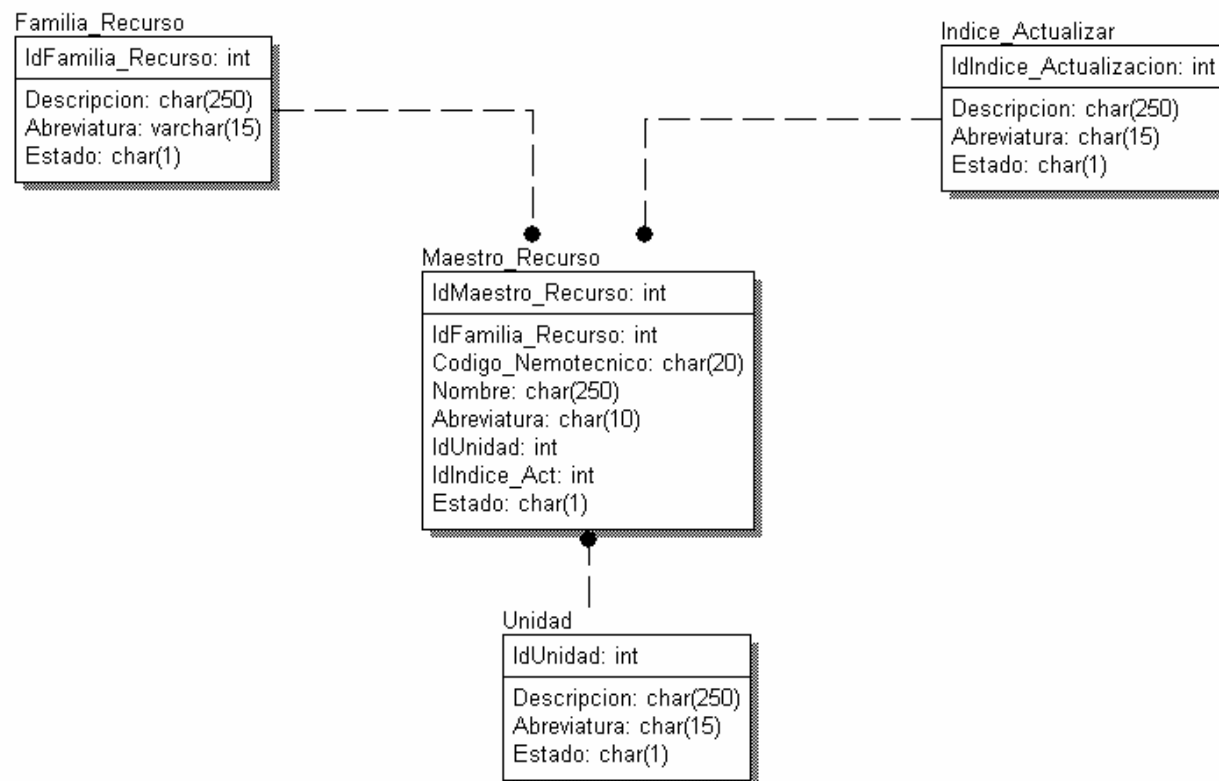 Familia_Recurso
IdFamilia_Recurso: int
Descripcion: char(250)
Abreviatura: varchar(15)
Estado: char(1)
Indice_Actualizar
IdIndice_Actualizacion: int
Descripcion: char(250)
Abreviatura: char(15)
Estado: char(1)
Maestro_Recurso
IdMaestro_Recurso: int
IdFamilia_Recurso: int
Codigo_Nemotecnico: char(20)
Nombre: char(250)
Abreviatura: char(10)
IdUnidad: int
IdIndice_Act: int
Estado: char(1)
Unidad
IdUnidad: int
Descripcion: char(250)
Abreviatura: char(15)
Estado: char(1)